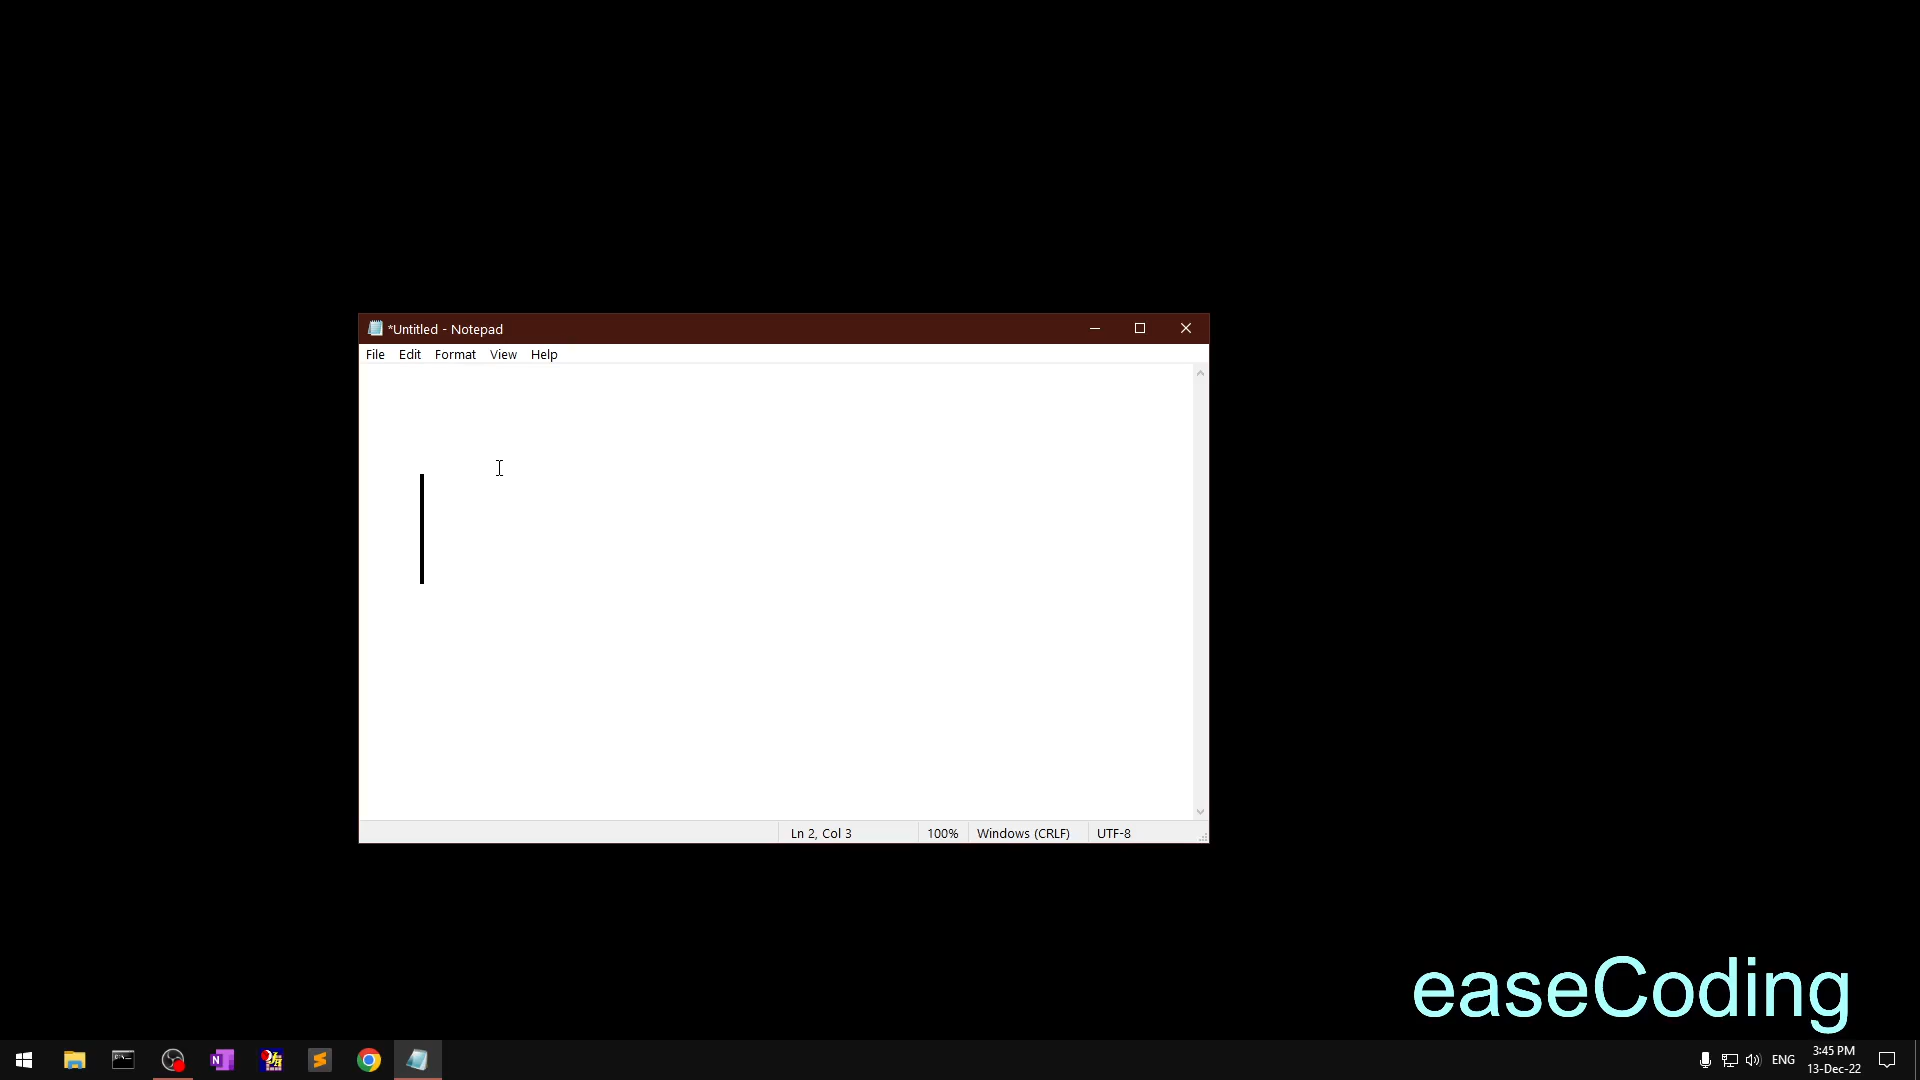 *Untitled - Notepad
File Edit Format View Help
Ln 2, Col 3 100% Windows (CRLF) UTF-8
easeCoding
ENG 3:45 PM
13-Dec-22